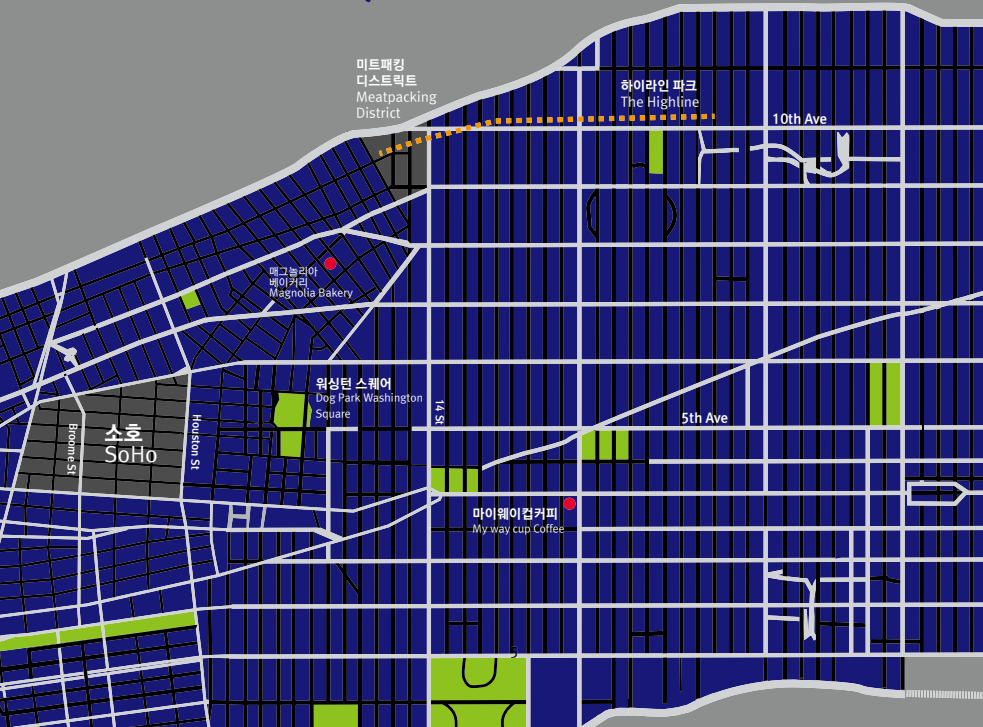 미트패킹
디스트릭트
Meatpacking
District
하이라인 파크
The Highline
10th Ave
매그놀리아
베이커리
Magnolia Bakery
워싱턴 스퀘어
Dog Park Washington
Square
14 St
5th Ave
소호
SoHo
Broome St
Houston St
마이웨이컵커피
My way cup Coffee
5